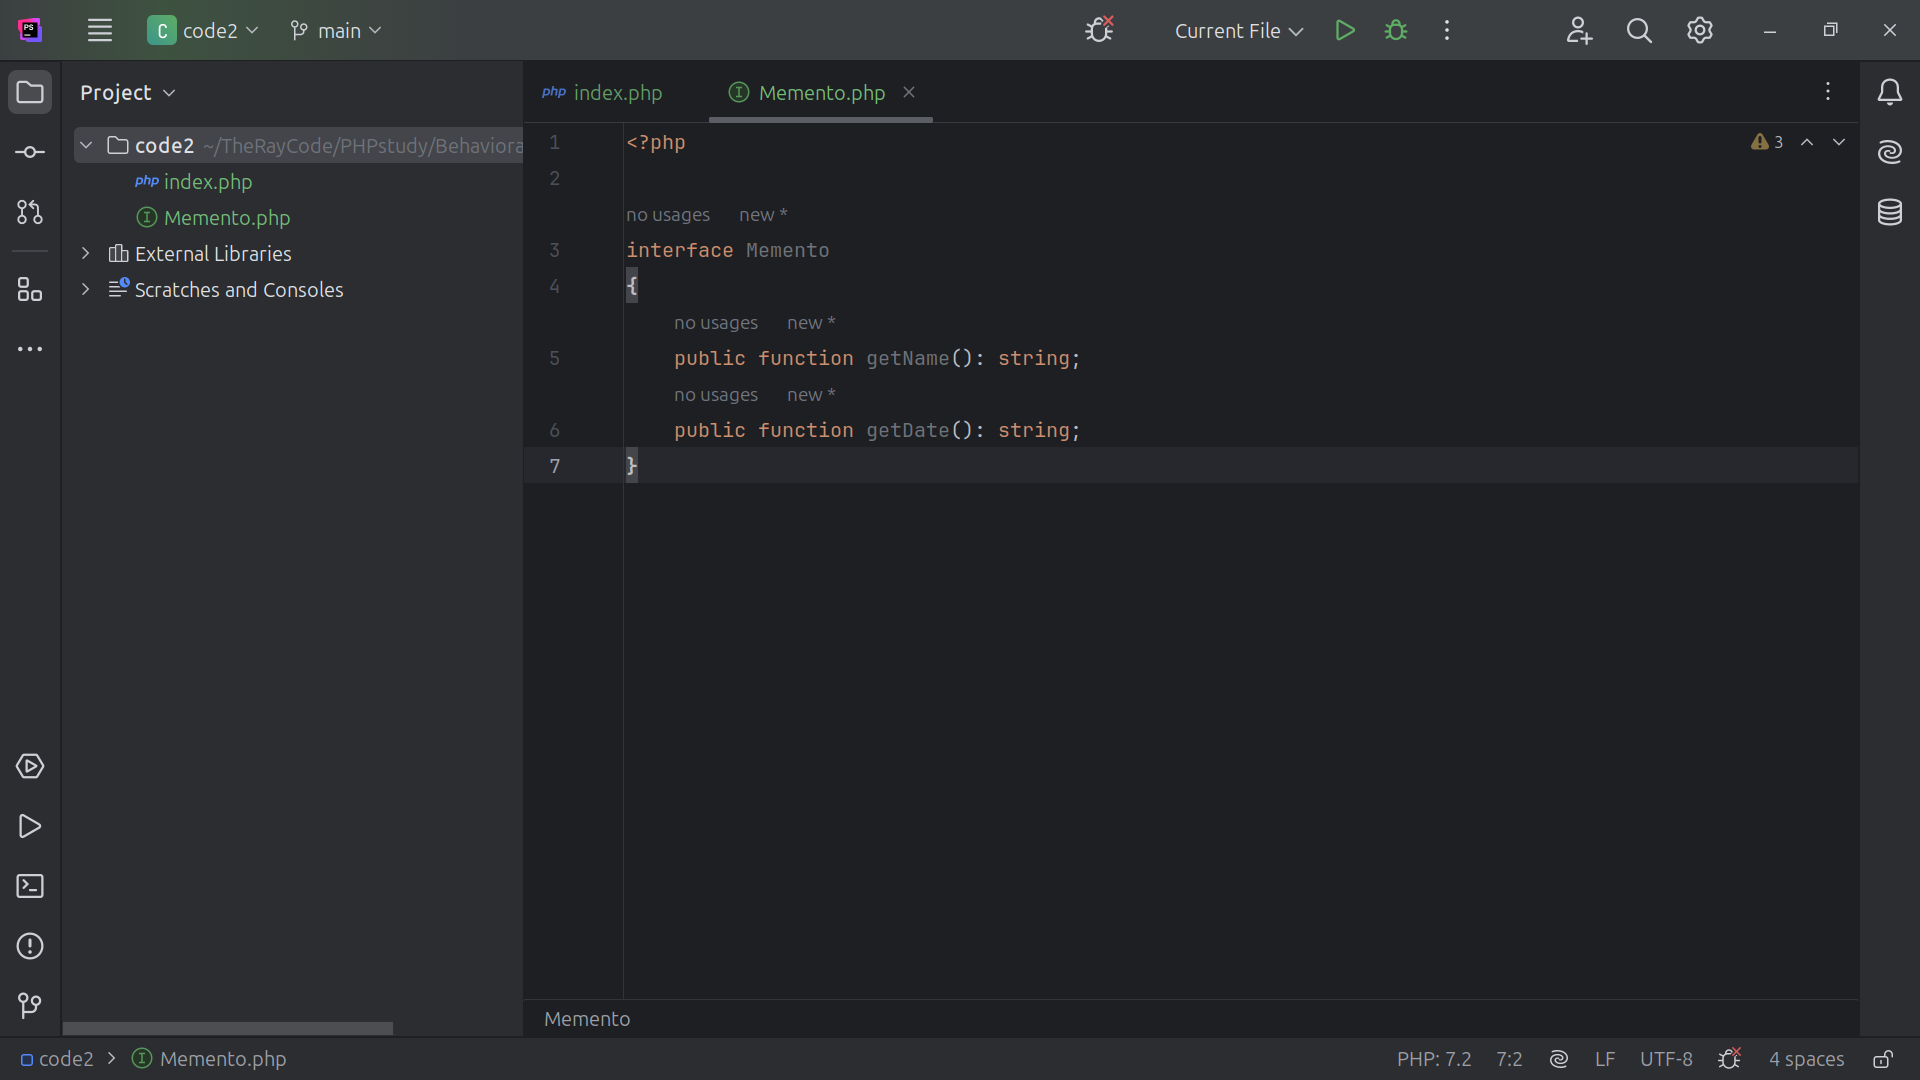 PS
C code2 main Current File
Project
code2 ~/TheRayCode/PHPstudy/Behaviora
php index.php
Memento.php
External Libraries
Scratches and Consoles
php index.php Memento.php
1 <?php 3
2
no usages new *
3 interface Memento
4 {
no usages new *
5 public function getName(): string;
no usages new *
6 public function getDate(): string;
7 }
Memento
code2 Memento.php PHP: 7.2 7:2 LF UTF-8 4 spaces